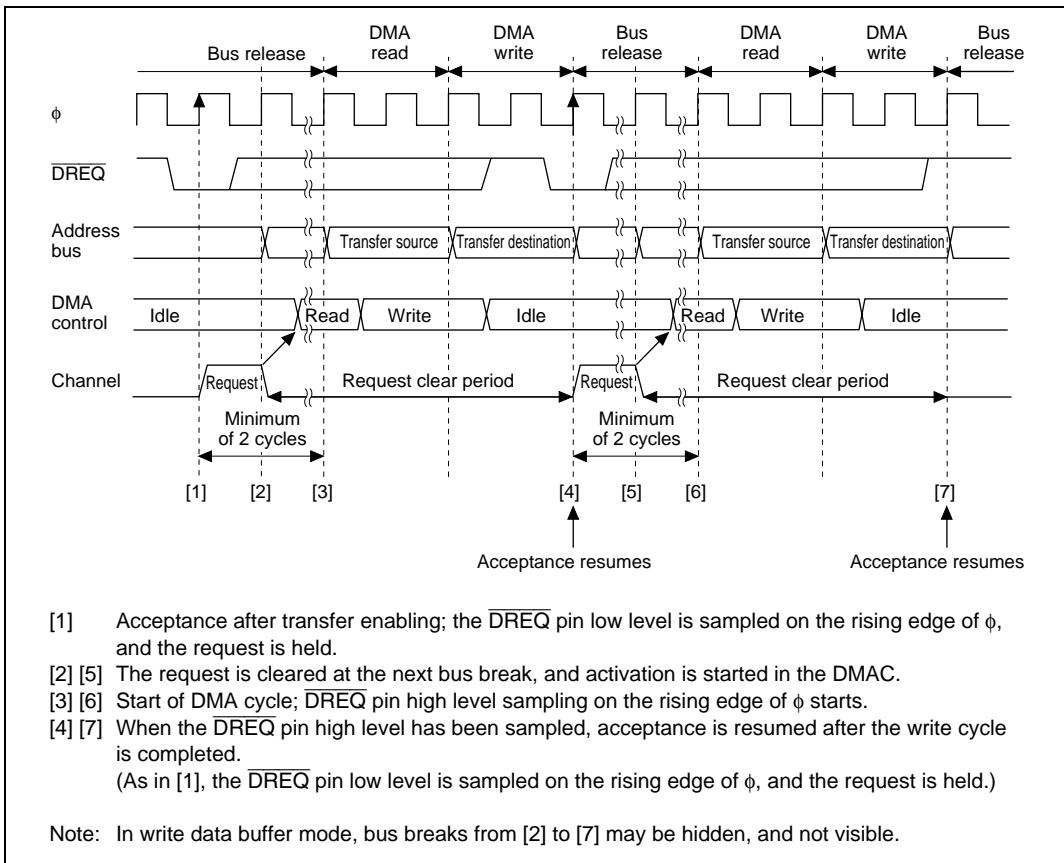 Bus release DMA read DMA write Bus release DMA read DMA write Bus release
φ
DREQ
Address bus
Transfer source Transfer destination Transfer source Transfer destination
DMA control
Idle Read Write Idle Read Write Idle
Channel
Request Request clear period Request Request clear period
Minimum of 2 cycles Minimum of 2 cycles
[1] [2] [3] [4] [5] [6] [7]
Acceptance resumes Acceptance resumes
[1] Acceptance after transfer enabling; the DREQ pin low level is sampled on the rising edge of φ,
and the request is held.
[2] [5] The request is cleared at the next bus break, and activation is started in the DMAC.
[3] [6] Start of DMA cycle; DREQ pin high level sampling on the rising edge of φ starts.
[4] [7] When the DREQ pin high level has been sampled, acceptance is resumed after the write cycle
is completed.
(As in [1], the DREQ pin low level is sampled on the rising edge of φ, and the request is held.)
Note: In write data buffer mode, bus breaks from [2] to [7] may be hidden, and not visible.